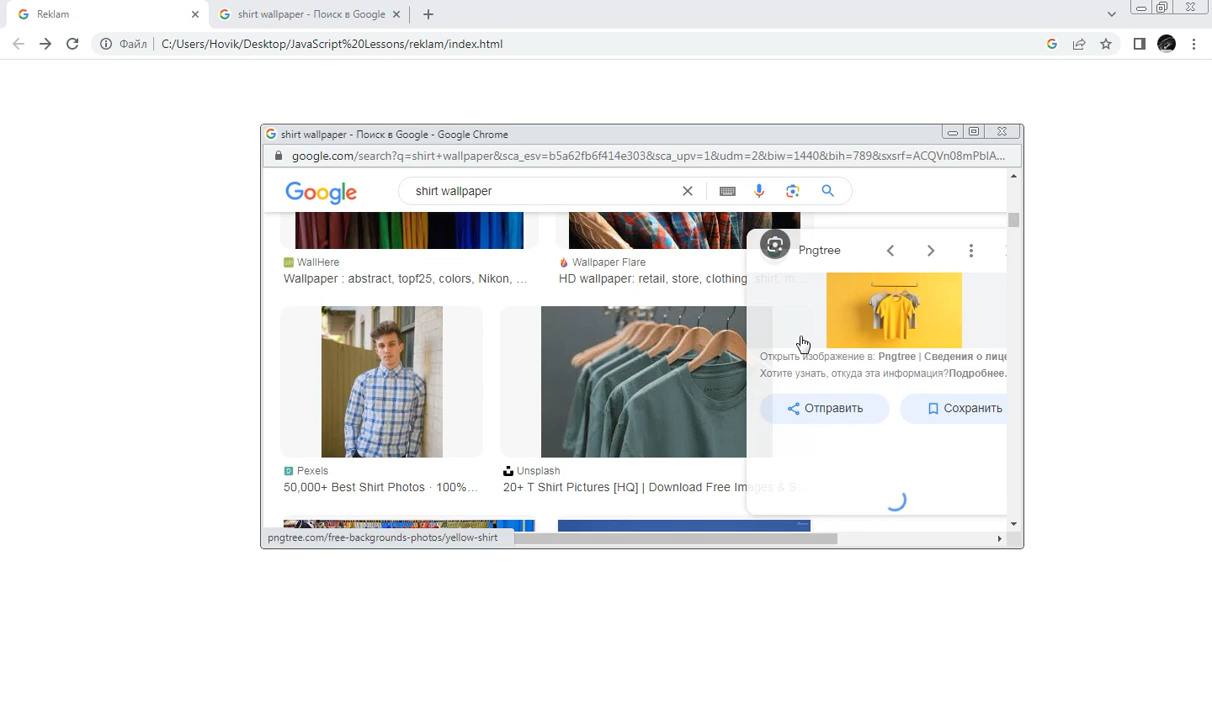 Reklam
shirt wallpaper - Поиск в Google
Файл
C:/Users/Hovik/Desktop/JavaScript%20Lessons/reklam/index.html
shirt wallpaper - Поиск в Google - Google Chrome
google.com/search?q=shirt+wallpaper&sca_esv=b5a62fb6f414e303&sca_upv=1&udm=2&biw=1440&bih=789&sxsrf=ACQVn08mPbIA...
Google
shirt wallpaper
WallHere
Wallpaper : abstract, topf25, colors, Nikon, ...
Wallpaper Flare
HD wallpaper: retail, store, clothing, shirt, m...
Pngtree
Открыть изображение в: Pngtree | Сведения о лице
Хотите узнать, откуда эта информация?Подробнее.
Отправить
Сохранить
Pexels
50,000+ Best Shirt Photos · 100%...
Unsplash
20+ T Shirt Pictures [HQ] | Download Free Images & S...
pngtree.com/free-backgrounds-photos/yellow-shirt